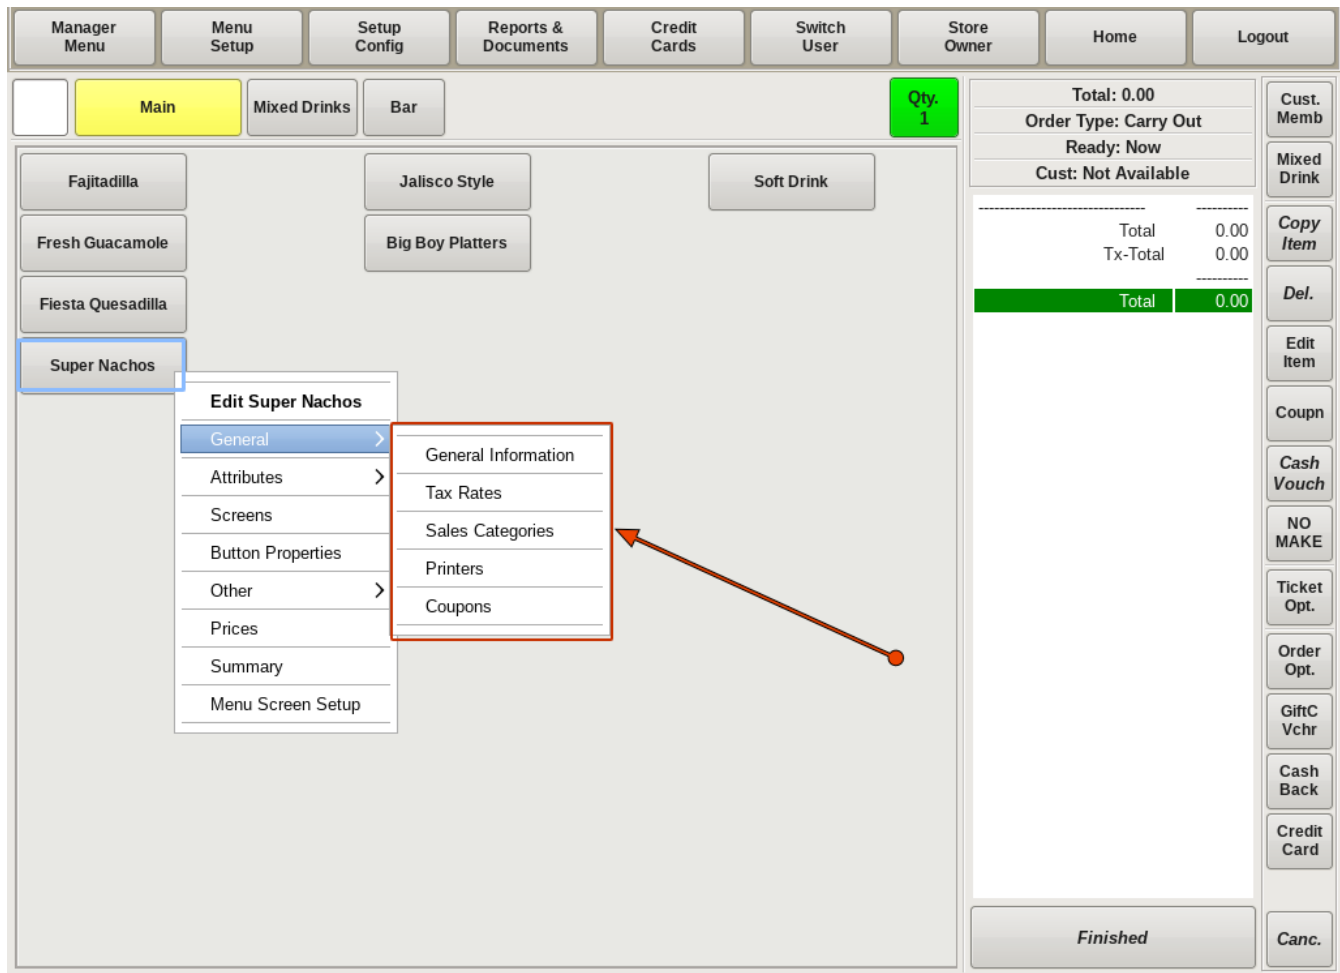 Manager
Menu
Menu
Setup
Setup
Config
Reports &
Documents
Credit
Cards
Switch
User
Store
Owner
Home
Logout
Main
Mixed Drinks
Bar
Qty.
1
Fajitadilla
Jalisco Style
Soft Drink
Fresh Guacamole
Big Boy Platters
Fiesta Quesadilla
Super Nachos
Edit Super Nachos
General
Attributes
Screens
Button Properties
Other
Prices
Summary
Menu Screen Setup
General Information
Tax Rates
Sales Categories
Printers
Coupons
Total: 0.00
Order Type: Carry Out
Ready: Now
Cust: Not Available
-------------------------------- ----------
Total 0.00
Tx-Total 0.00
----------
Total 0.00
Finished
Cust.
Memb
Mixed
Drink
Copy
Item
Del.
Edit
Item
Coupn
Cash
Vouch
NO
MAKE
Ticket
Opt.
Order
Opt.
GiftC
Vchr
Cash
Back
Credit
Card
Canc.